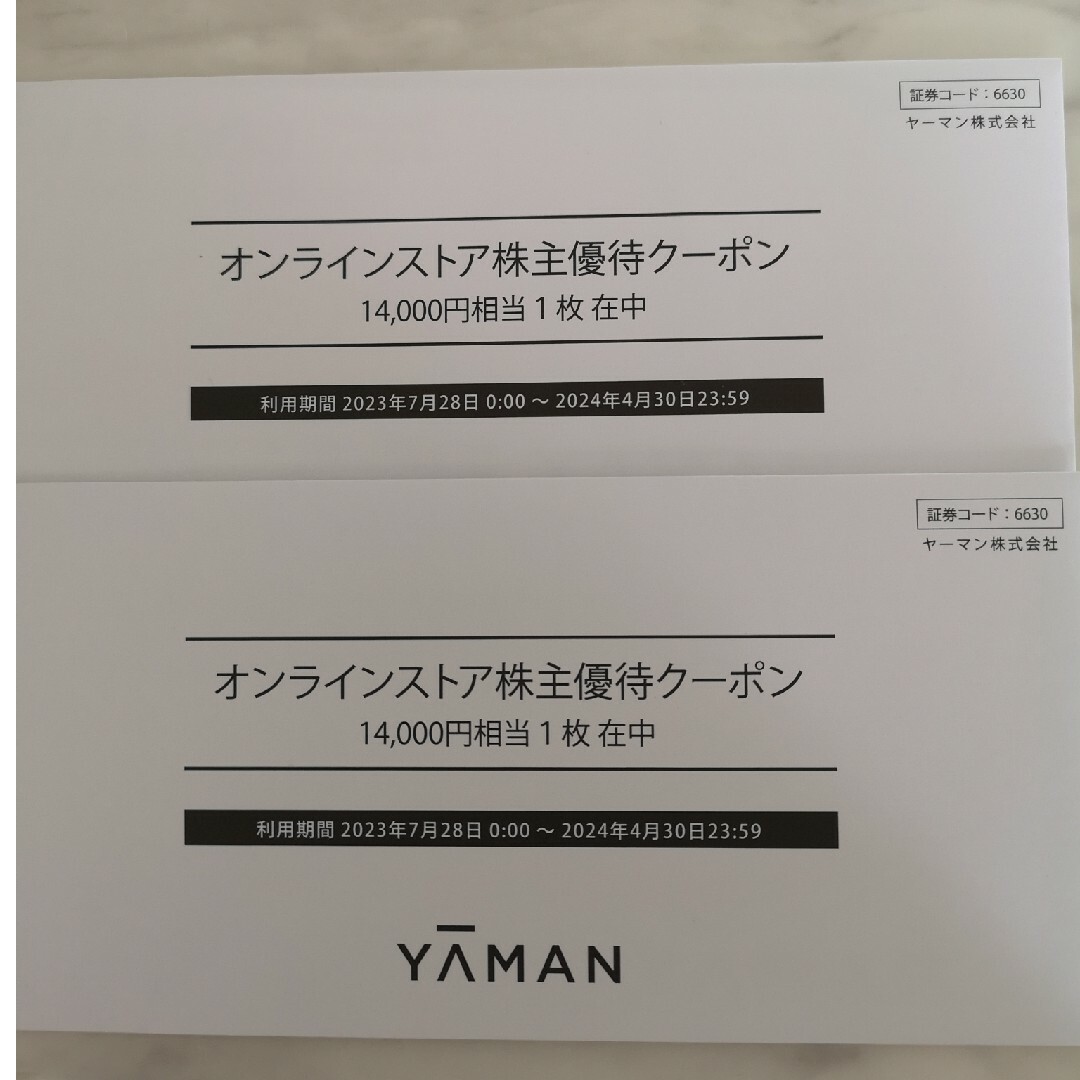 証券コード：6630
ヤーマン株式会社
オンラインストア株主優待クーポン
14,000円相当 1 枚 在中
利用期間 2023年7月28日 0:00 ～ 2024年4月30日23:59
証券コード：6630
ヤーマン株式会社
オンラインストア株主優待クーポン
14,000円相当 1 枚 在中
利用期間 2023年7月28日 0:00 ～ 2024年4月30日23:59
YĀMAN